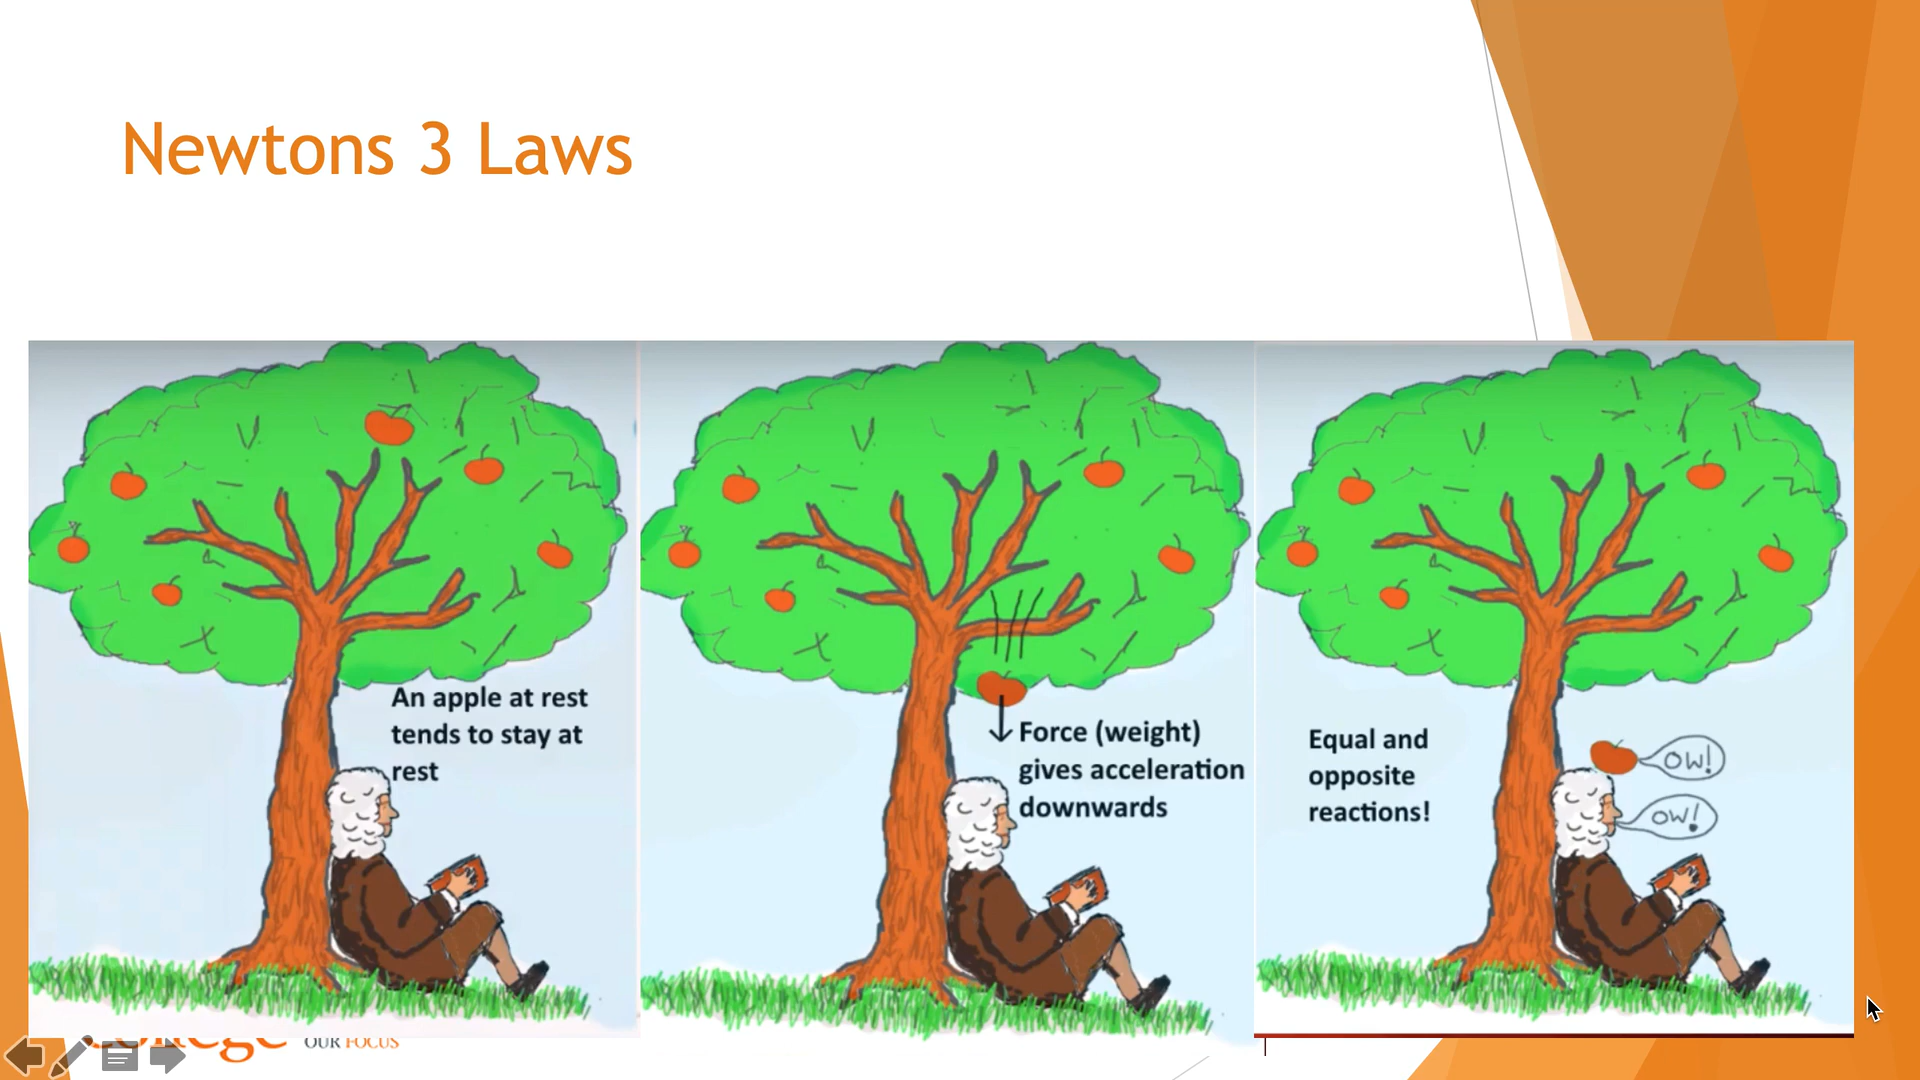 Newtons 3 Laws
An apple at rest
tends to stay at
rest
Force (weight)
gives acceleration
downwards
Equal and
opposite
reactions!
OW!
OW!
OUR FOCUS